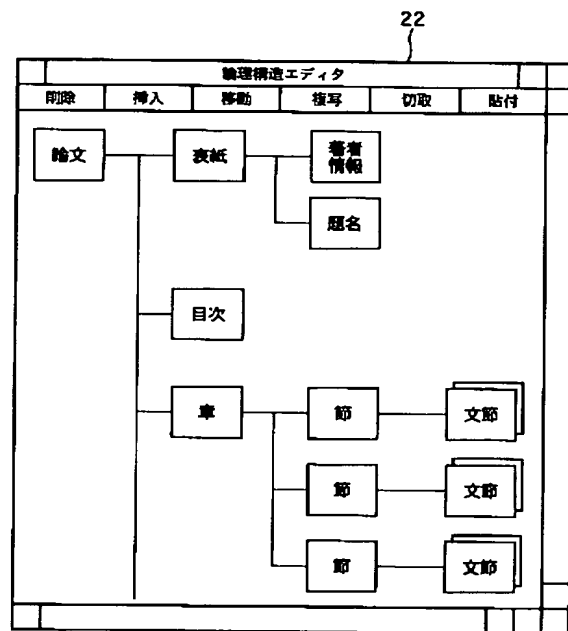 22
論理構造エディタ
削除 挿入 移動 複写 切取 貼付
論文 表紙 著者
情報
題名
目次
章 節 文節
節 文節
節 文節